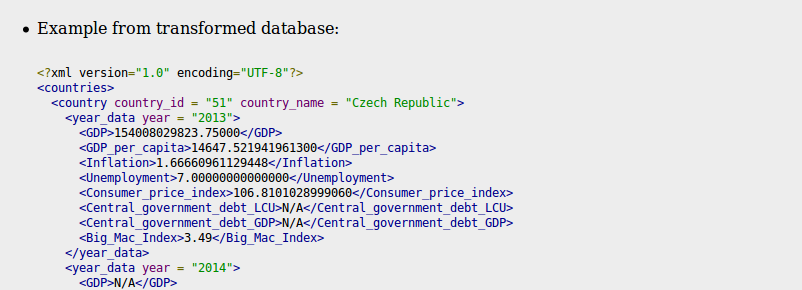 • Example from transformed database:
<?xml version="1.0" encoding="UTF-8"?>
<countries>
  <country country_id = "51" country_name = "Czech Republic">
    <year_data year = "2013">
      <GDP>154008029823.75000</GDP>
      <GDP_per_capita>14647.521941961300</GDP_per_capita>
      <Inflation>1.66660961129448</Inflation>
      <Unemployment>7.00000000000000</Unemployment>
      <Consumer_price_index>106.8101028999060</Consumer_price_index>
      <Central_government_debt_LCU>N/A</Central_government_debt_LCU>
      <Central_government_debt_GDP>N/A</Central_government_debt_GDP>
      <Big_Mac_Index>3.49</Big_Mac_Index>
    </year_data>
    <year_data year = "2014">
      <GDP>N/A</GDP>